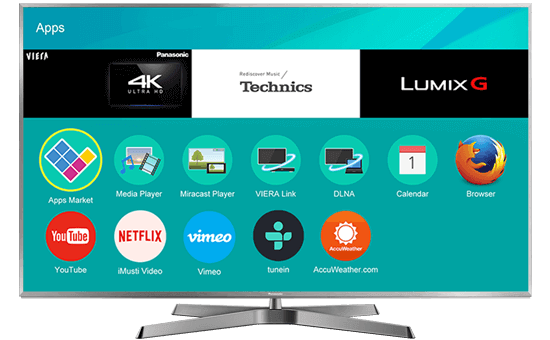 Apps
VIERA
Panasonic
4K
ULTRA HD
Rediscover Music
Technics
LUMIX G
1
Apps Market
Media Player
Miracast Player
VIERA Link
DLNA
Calendar
Browser
YouTube
NETFLIX
vimeo
AccuWeather
YouTube
iMusti Video
Vimeo
tunein
AccuWeather.com